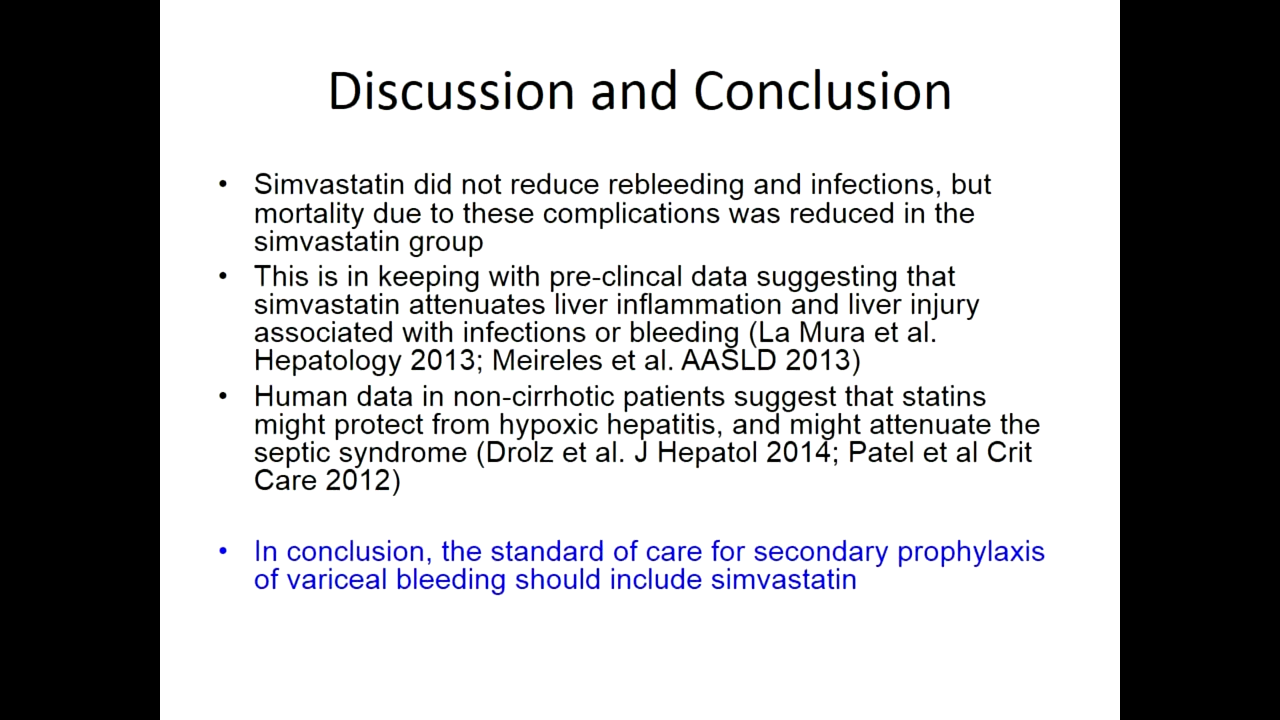 Discussion and Conclusion
• Simvastatin did not reduce rebleeding and infections, but
mortality due to these complications was reduced in the
simvastatin group
• This is in keeping with pre-clincal data suggesting that
simvastatin attenuates liver inflammation and liver injury
associated with infections or bleeding (La Mura et al.
Hepatology 2013; Meireles et al. AASLD 2013)
• Human data in non-cirrhotic patients suggest that statins
might protect from hypoxic hepatitis, and might attenuate the
septic syndrome (Drolz et al. J Hepatol 2014; Patel et al Crit
Care 2012)
• In conclusion, the standard of care for secondary prophylaxis
of variceal bleeding should include simvastatin